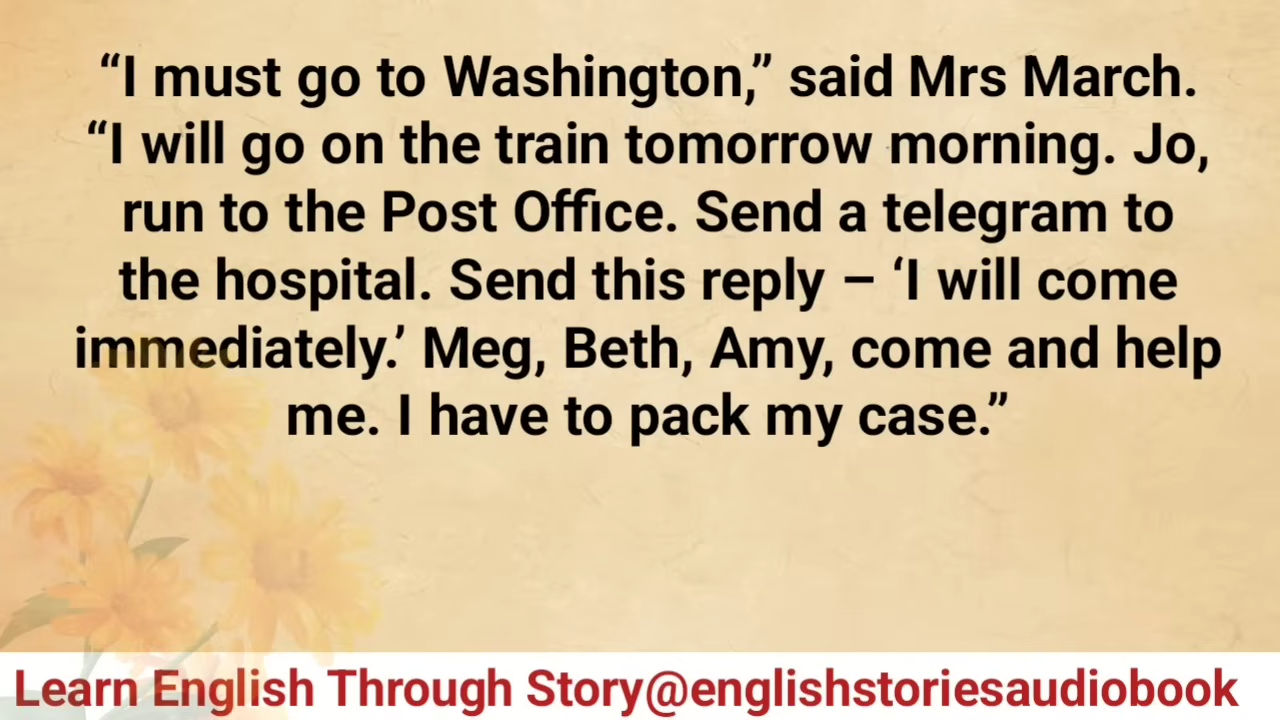 “I must go to Washington,” said Mrs March.
“I will go on the train tomorrow morning. Jo,
run to the Post Office. Send a telegram to
the hospital. Send this reply – ‘I will come
immediately.’ Meg, Beth, Amy, come and help
me. I have to pack my case.”
Learn English Through Story@englishstoriesaudiobook